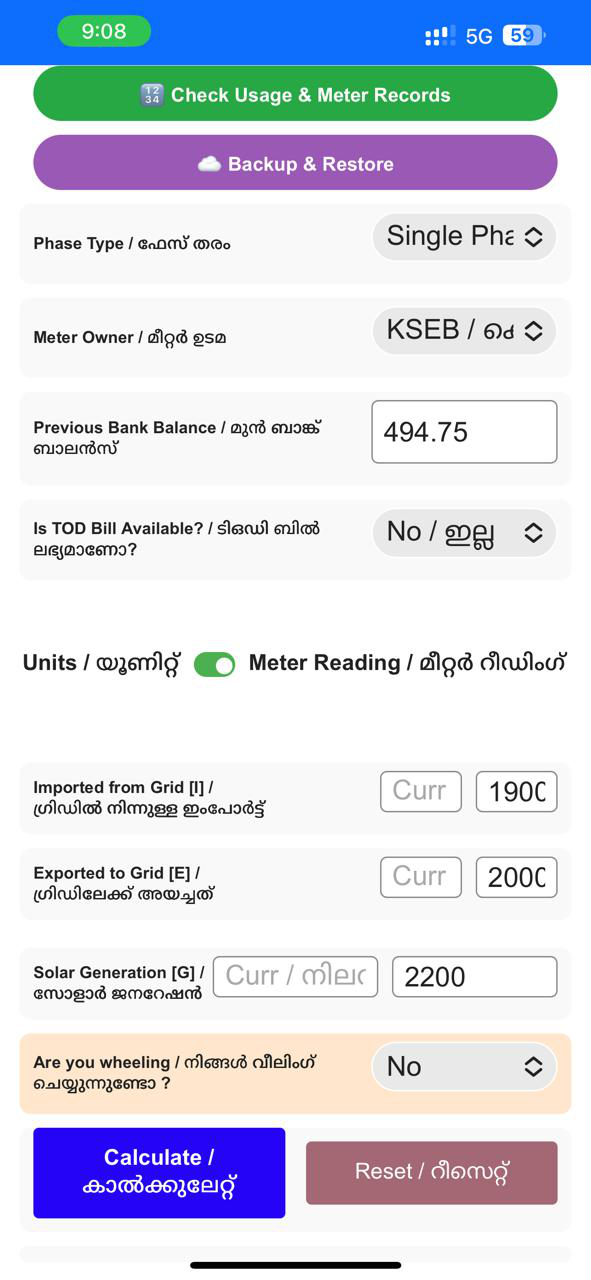 9:08
5G 59
🔢 Check Usage & Meter Records
☁️ Backup & Restore
Phase Type / ഫേസ് തരം
Single Pha
Meter Owner / മീറ്റർ ഉടമ
KSEB / കെ
Previous Bank Balance / മുൻ ബാങ്ക്
ബാലൻസ്
494.75
Is TOD Bill Available? / ടിഒഡി ബിൽ
ലഭ്യമാണോ?
No / ഇല്ല
Units / യൂണിറ്റ് Meter Reading / മീറ്റർ റീഡിംഗ്
Imported from Grid [I] /
ഗ്രിഡിൽ നിന്നുള്ള ഇംപോർട്ട്
Curr 1900
Exported to Grid [E] /
ഗ്രിഡിലേക്ക് അയച്ചത്
Curr 2000
Solar Generation [G] /
സോളാർ ജനറേഷൻ
Curr / നില 2200
Are you wheeling / നിങ്ങൾ വീലിംഗ്
ചെയ്യുന്നുണ്ടോ ?
No
Calculate /
കാൽക്കുലേറ്റ്
Reset / റീസെറ്റ്